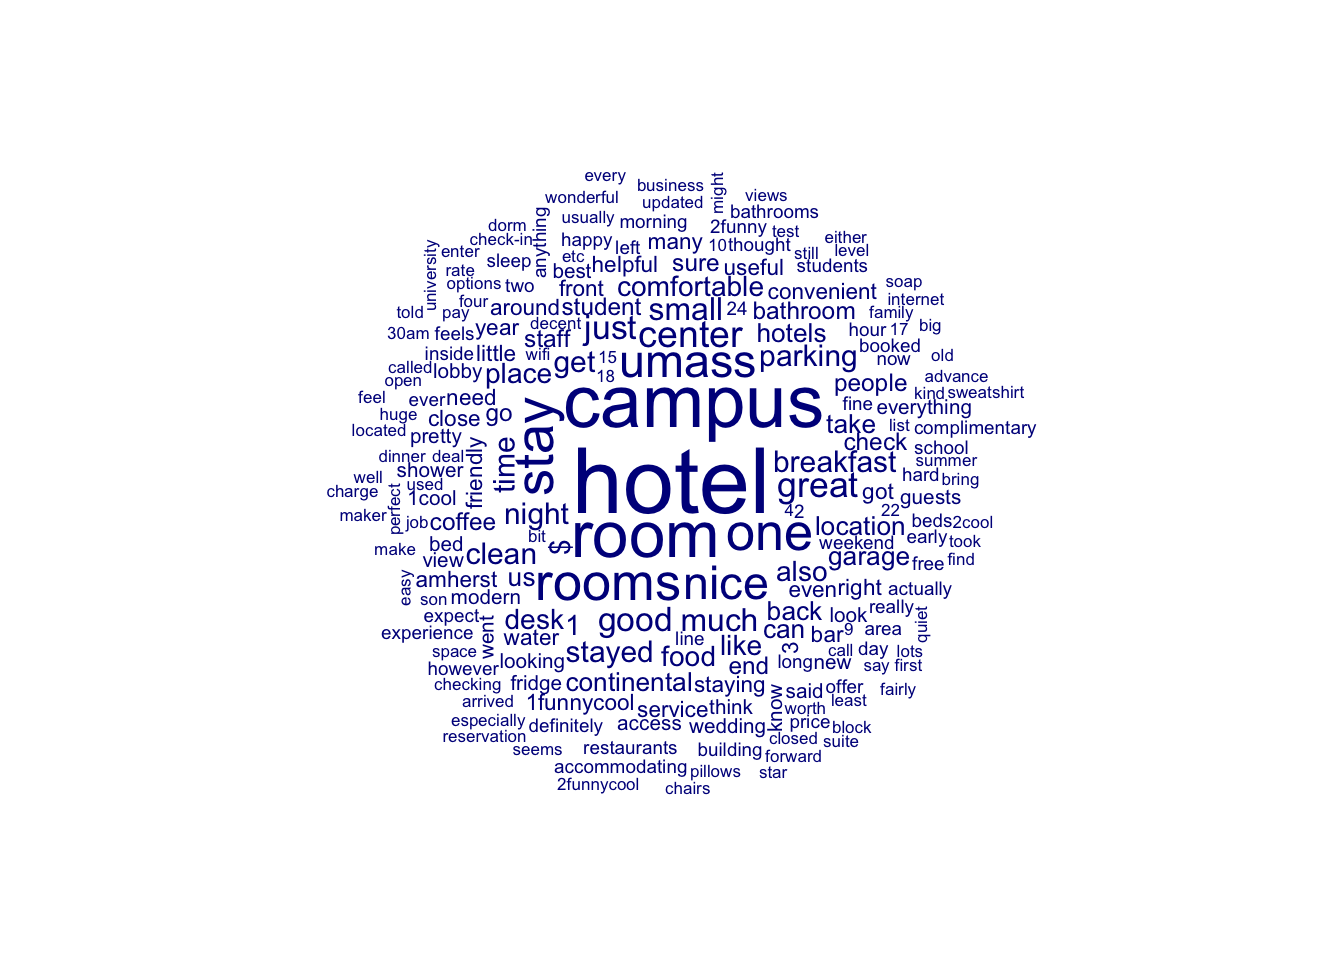 every
business
might
views
wonderful
updated
bathrooms
dorm
anything
usually
morning
2funny
test
check-in
happy
left
many
10
thought
either
university
enter
etc
still
level
rate
sleep
best
helpful
sure
useful
students
options
two
front
comfortable
convenient
soap
internet
told
pay
four
around
student
small
24
bathroom
family
30am
feels
year
decent
just
center
hotels
hour
17
big
staff
inside
little
wifi
15
umass
parking
booked
now
old
called
lobby
place
get
18
people
advance
open
feel
ever
need
stay
campus
fine
everything
kind
sweatshirt
huge
close
go
take
list
complimentary
located
pretty
time
check
school
dinner
deal
friendly
hotel
breakfast
summer
well
shower
used
great
got
hard
bring
charge
perfect
1cool
guests
maker
job
coffee
night
42
22
location
beds
2cool
bit
$
room
one
weekend
early
took
make
bed
view
clean
garage
free
find
easy
amherst
us
rooms
nice
also
even
right
actually
son
modern
expect
went
desk
1
good
much
back
look
really
quiet
experience
water
line
can
bar
9
area
space
however
looking
stayed
food
like
3
call
day
lots
end
long
new
say
first
checking
fridge
continental
staying
said
offer
fairly
arrived
1funnycool
service
think
know
worth
least
especially
definitely
access
wedding
price
block
reservation
seems
restaurants
building
closed
suite
forward
accommodating
pillows
star
2funnycool
chairs